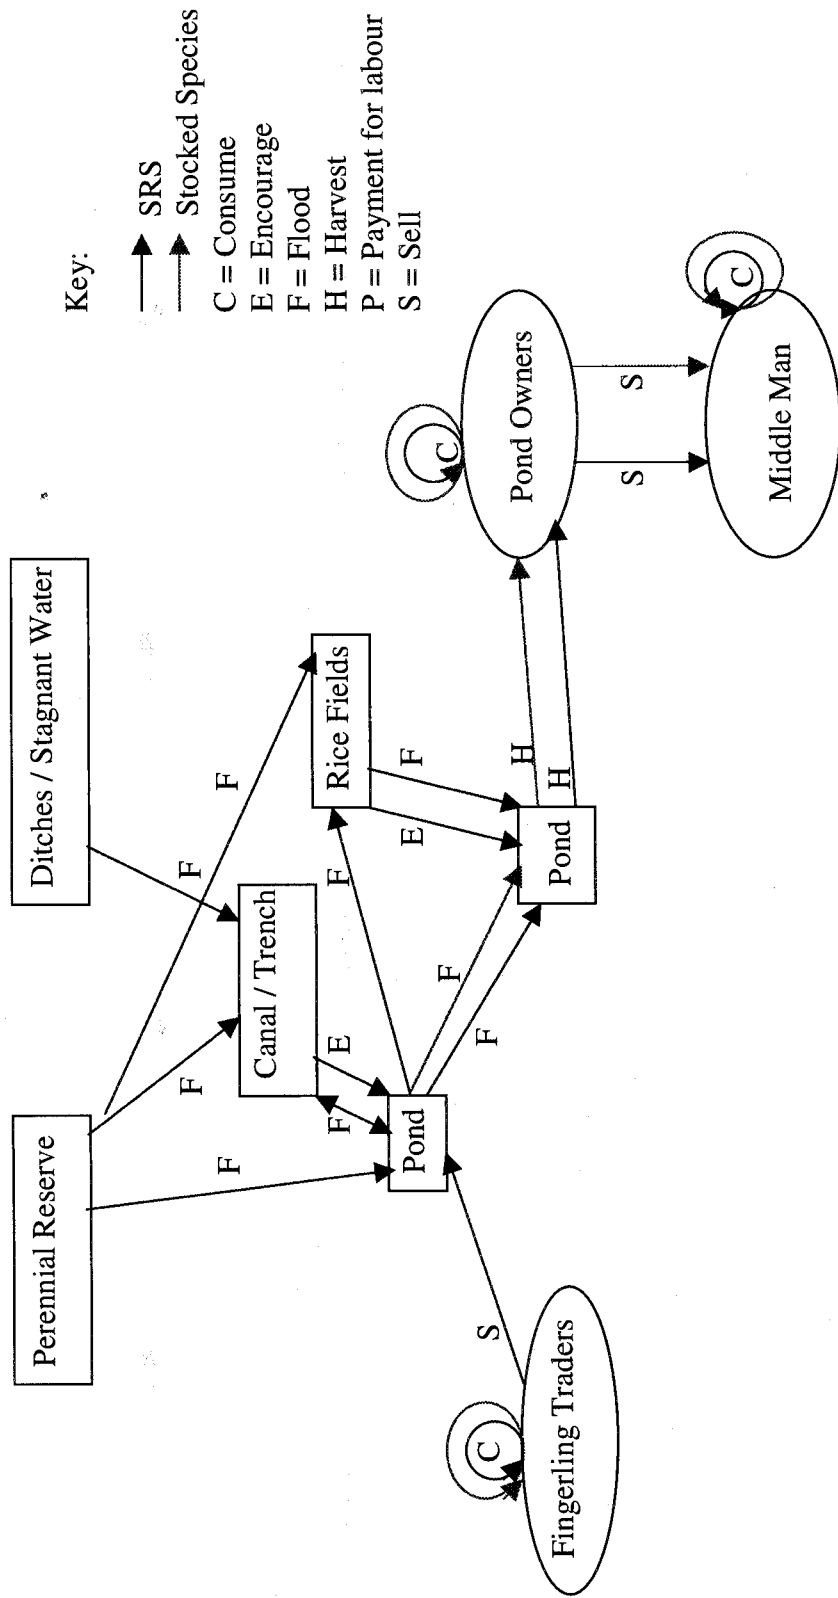 Key:
SRS
Stocked Species
C = Consume
E = Encourage
F = Flood
H = Harvest
P = Payment for labour
S = Sell
Perennial Reserve
Ditches / Stagnant Water
F
F
F
F
Canal / Trench
F
E
Rice Fields
Pond
F
E
F
F
F
Pond
H
H
C
Pond Owners
S
S
C
Middle Man
C
S
Fingerling Traders